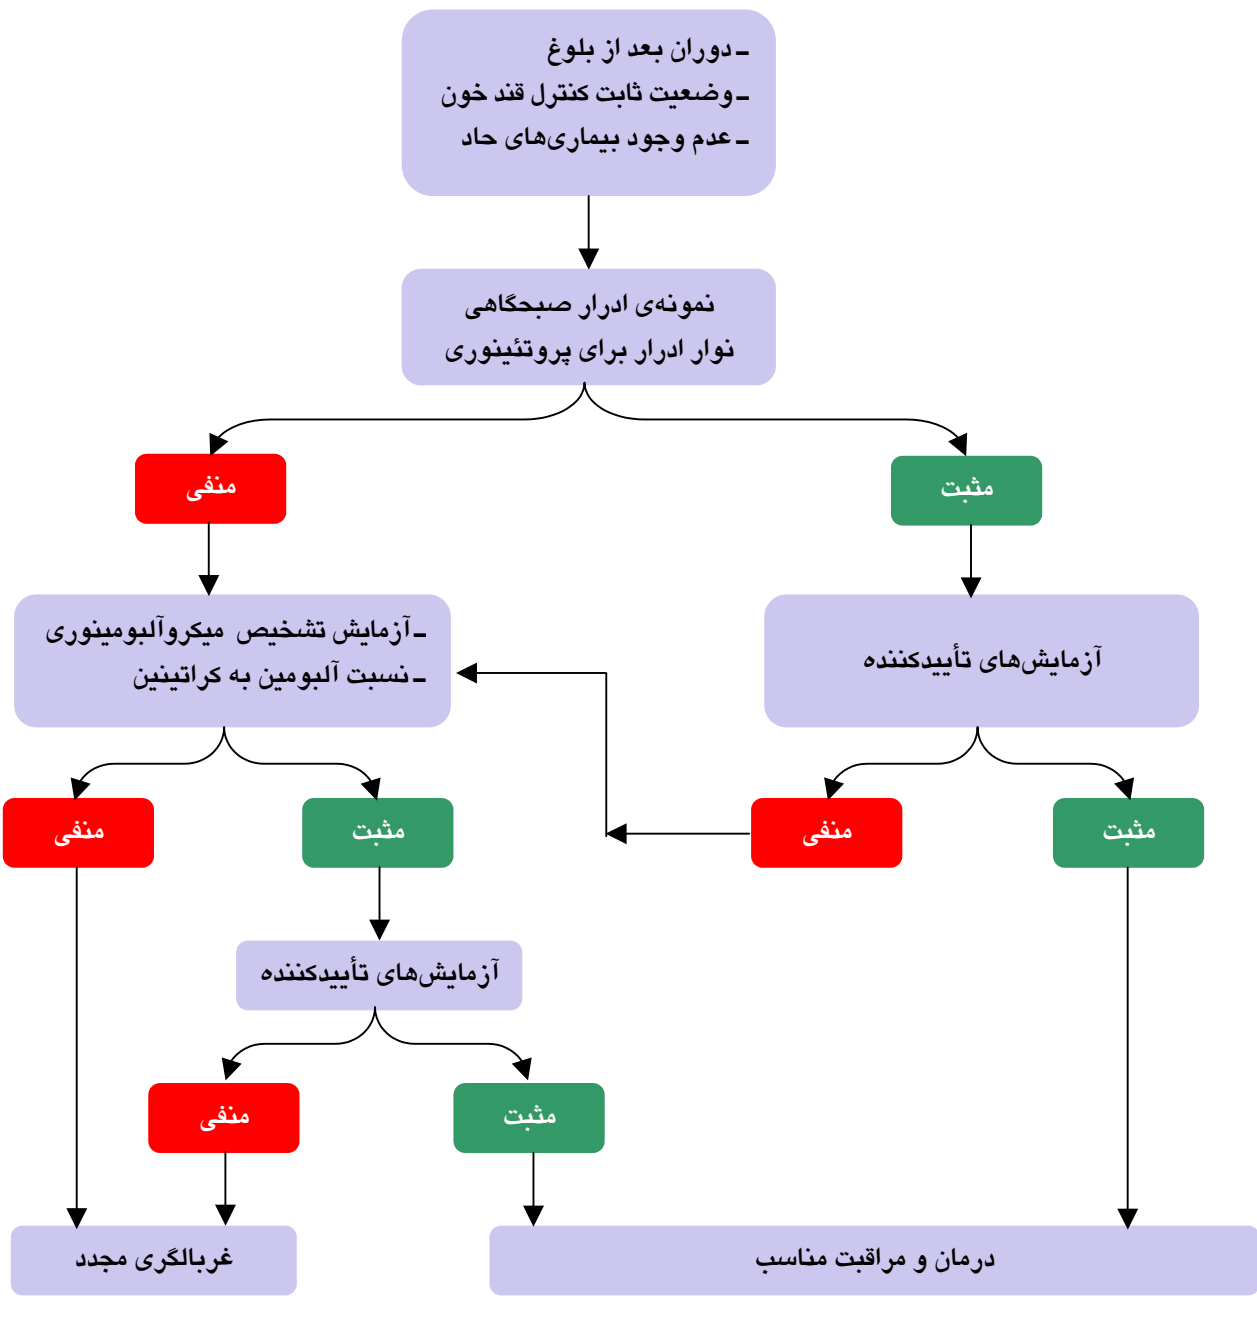 ـ دوران بعد از بلوغ
ـ وضعیت ثابت کنترل قند خون
ـ عدم وجود بیماری‌های حاد
نمونه‌ی ادرار صبحگاهی
نوار ادرار برای پروتئینوری
مثبت
منفی
آزمایش‌های تأییدکننده
ـ آزمایش تشخیص میکروآلبومینوری
ـ نسبت آلبومین به کراتینین
مثبت
منفی
مثبت
منفی
آزمایش‌های تأییدکننده
مثبت
منفی
درمان و مراقبت مناسب
غربالگری مجدد